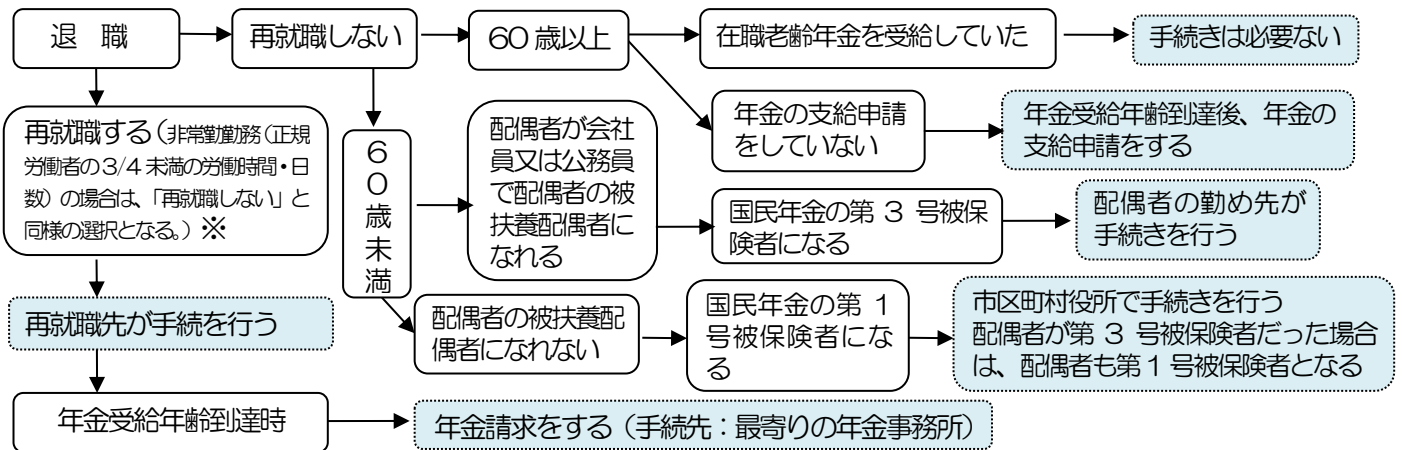 退　職
再就職しない
60歳以上
在職老齢年金を受給していた
手続きは必要ない
年金の支給申請
をしていない
年金受給年齢到達後、年金の
支給申請をする
再就職する（非常勤勤務（正規
労働者の3/4未満の労働時間・日
数）の場合は、「再就職しない」と
同様の選択となる。）※
60歳未満
配偶者が会社
員又は公務員
で配偶者の被
扶養配偶者に
なれる
国民年金の第 3 号被保
険者になる
配偶者の勤め先が
手続きを行う
再就職先が手続を行う
配偶者の被扶養配
偶者になれない
国民年金の第 1
号被保険者にな
る
市区町村役所で手続きを行う
配偶者が第 3 号被保険者だった場合
は、配偶者も第1号被保険者となる
年金受給年齢到達時
年金請求をする（手続先：最寄りの年金事務所）